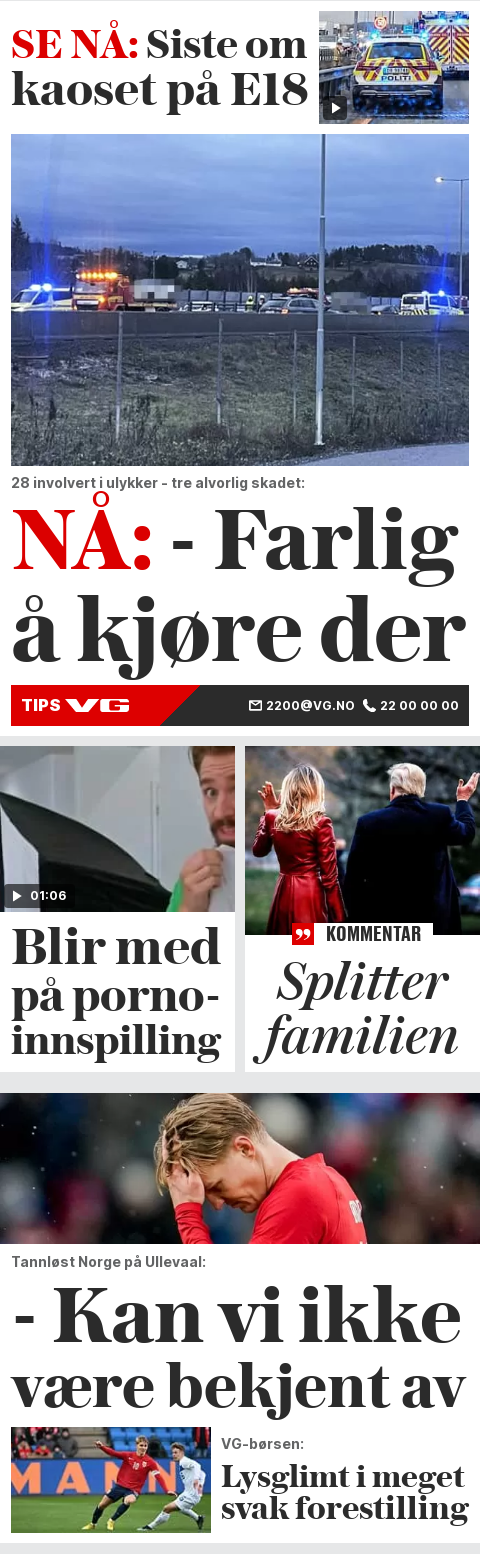 SE NÅ: Siste om
kaoset på E18
POLITI
28 involvert i ulykker - tre alvorlig skadet:
NÅ: - Farlig
å kjøre der
TIPS VG
2200@VG.NO 22 00 00 00
01:06
Blir med
på porno-
innspilling
KOMMENTAR
Splitter
familien
Tannløst Norge på Ullevaal:
- Kan vi ikke
være bekjent av
MANN
10
VG-børsen:
Lysglimt i meget
svak forestilling